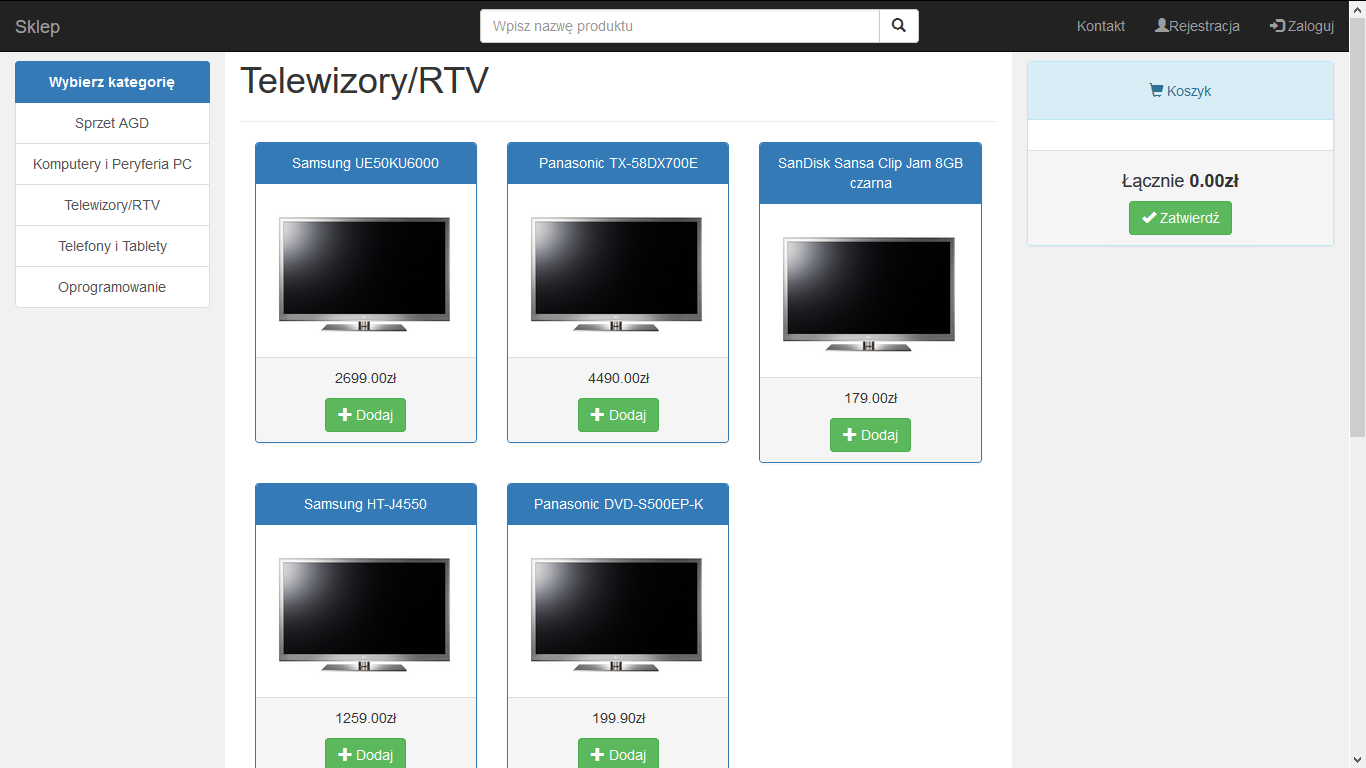 Sklep
Wpisz nazwę produktu
Kontakt
Rejestracja
Zaloguj
Wybierz kategorię
Sprzet AGD
Komputery i Peryferia PC
Telewizory/RTV
Telefony i Tablety
Oprogramowanie
Telewizory/RTV
Samsung UE50KU6000
2699.00zł
Dodaj
Panasonic TX-58DX700E
4490.00zł
Dodaj
SanDisk Sansa Clip Jam 8GB
czarna
179.00zł
Dodaj
Samsung HT-J4550
1259.00zł
Dodaj
Panasonic DVD-S500EP-K
199.90zł
Dodaj
Koszyk
Łącznie 0.00zł
Zatwierdź